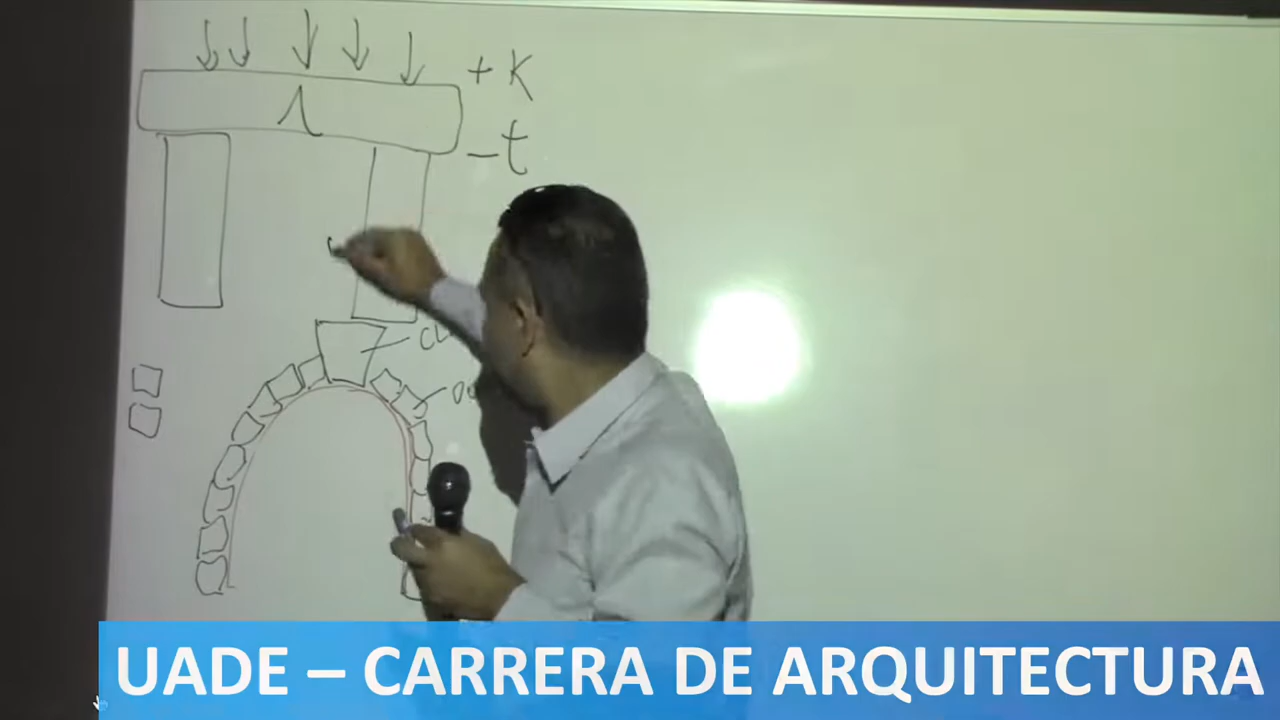 + K
- t
UADE – CARRERA DE ARQUITECTURA